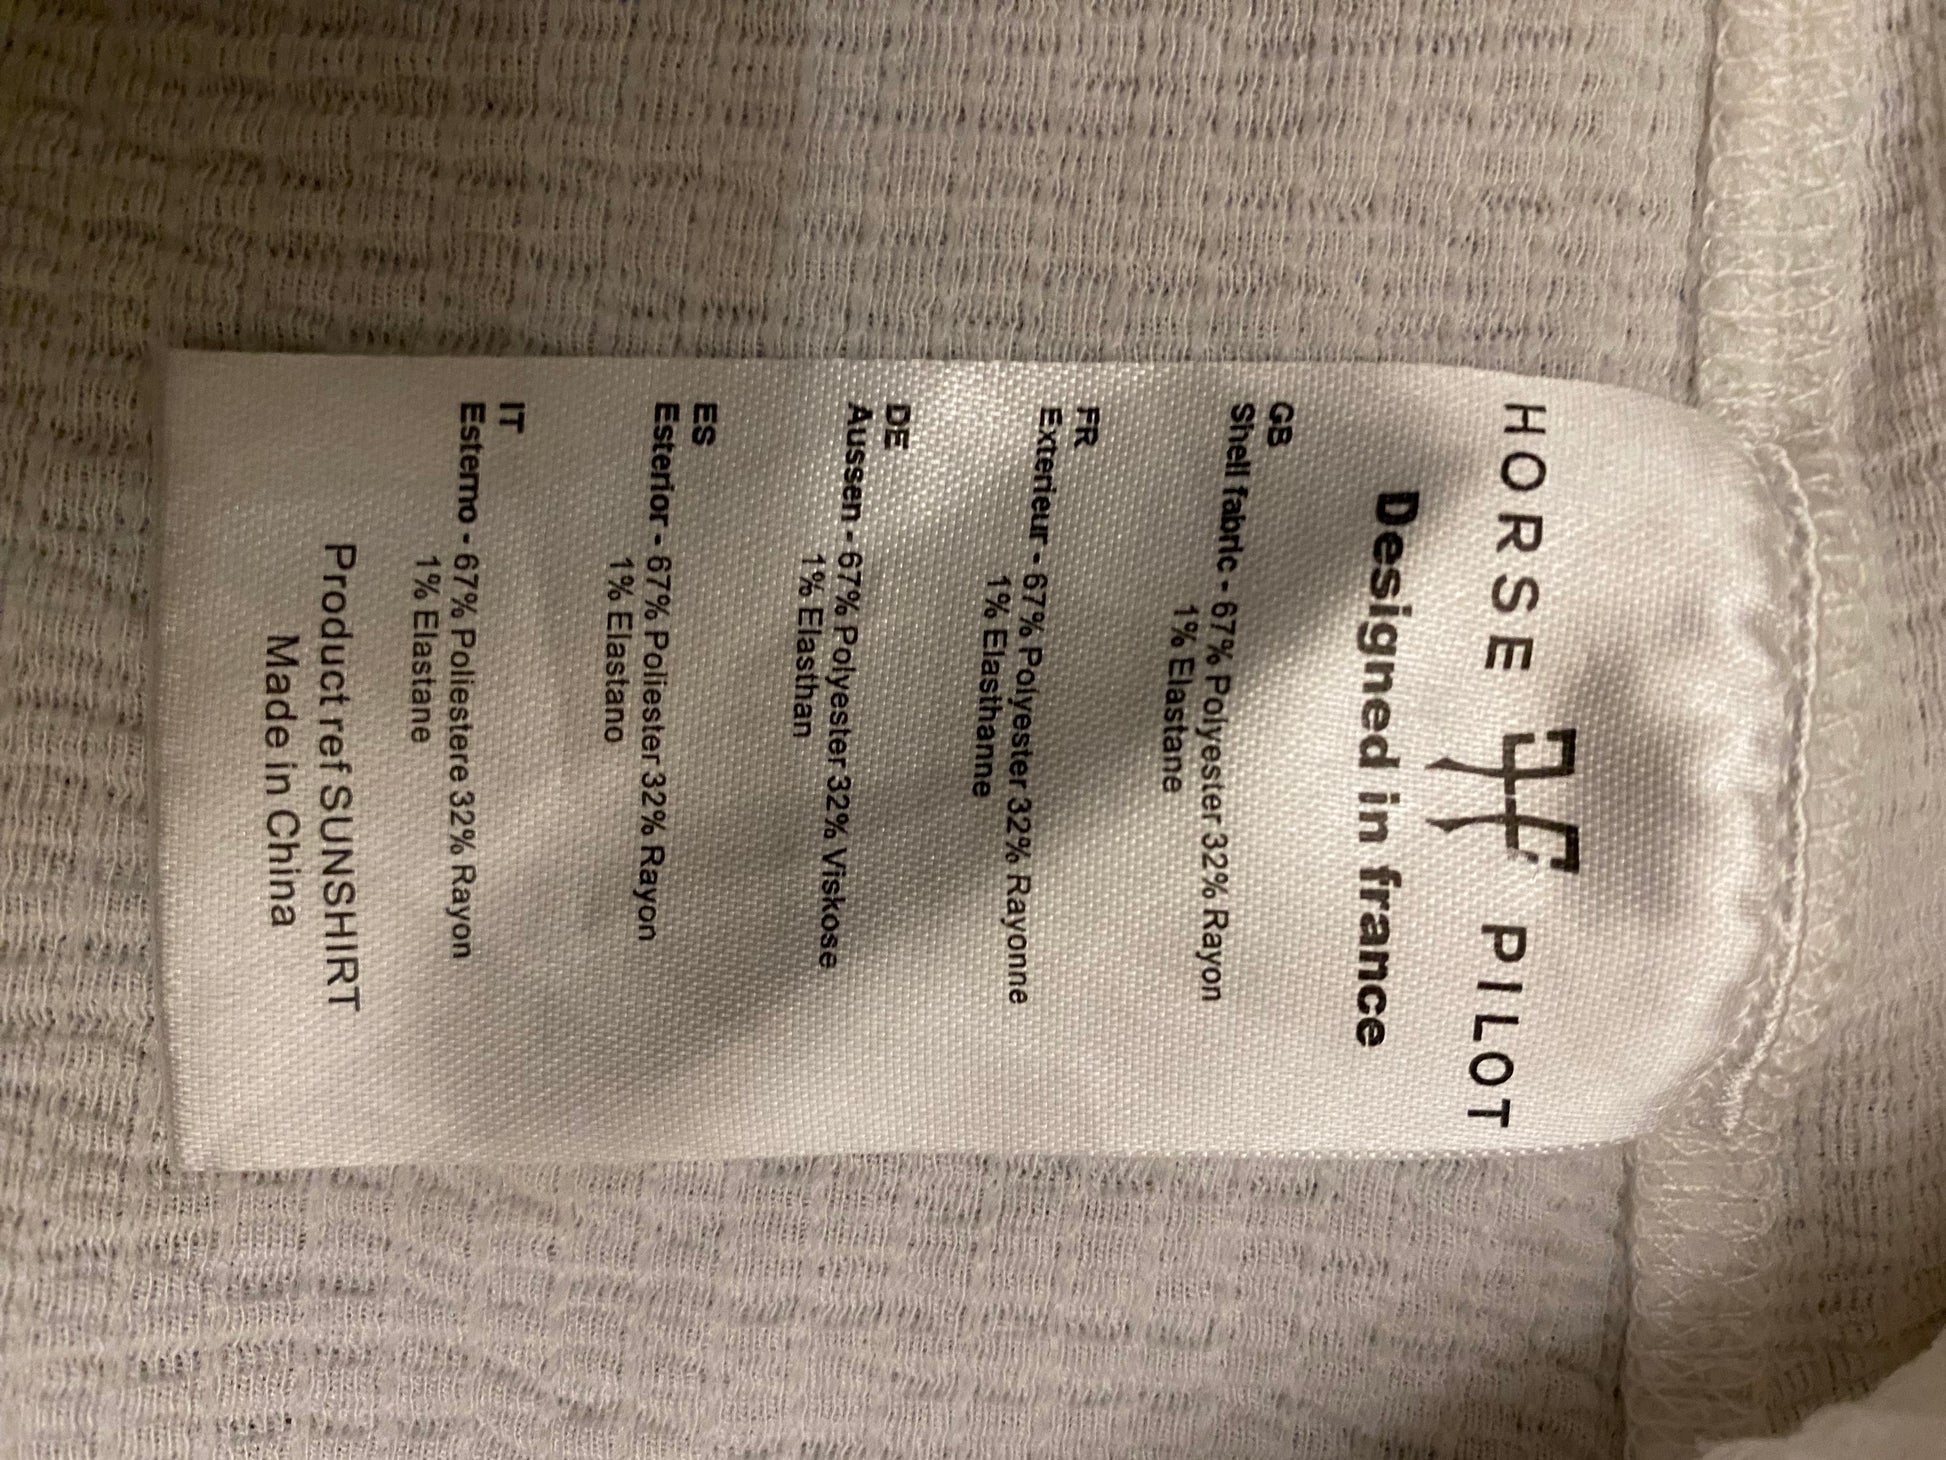 HORSE PILOT
Designed in france
GB
Shell fabric - 67% Polyester 32% Rayon
1% Elastane
FR
Exterieur - 67% Polyester 32% Rayonne
1% Elasthanne
DE
Aussen - 67% Polyester 32% Viskose
1% Elasthan
ES
Esterior - 67% Poliester 32% Rayon
1% Elastano
IT
Esterno - 67% Poliestere 32% Rayon
1% Elastane
Product ref SUNSHIRT
Made in China